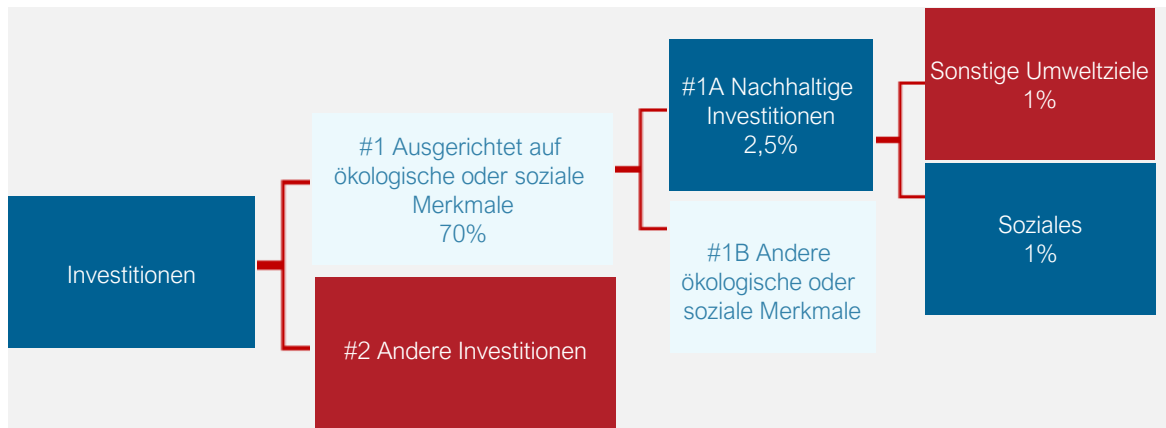 Investitionen
#1 Ausgerichtet auf
ökologische oder soziale
Merkmale
70%
#2 Andere Investitionen
#1A Nachhaltige
Investitionen
2,5%
#1B Andere
ökologische oder
soziale Merkmale
Sonstige Umweltziele
1%
Soziales
1%